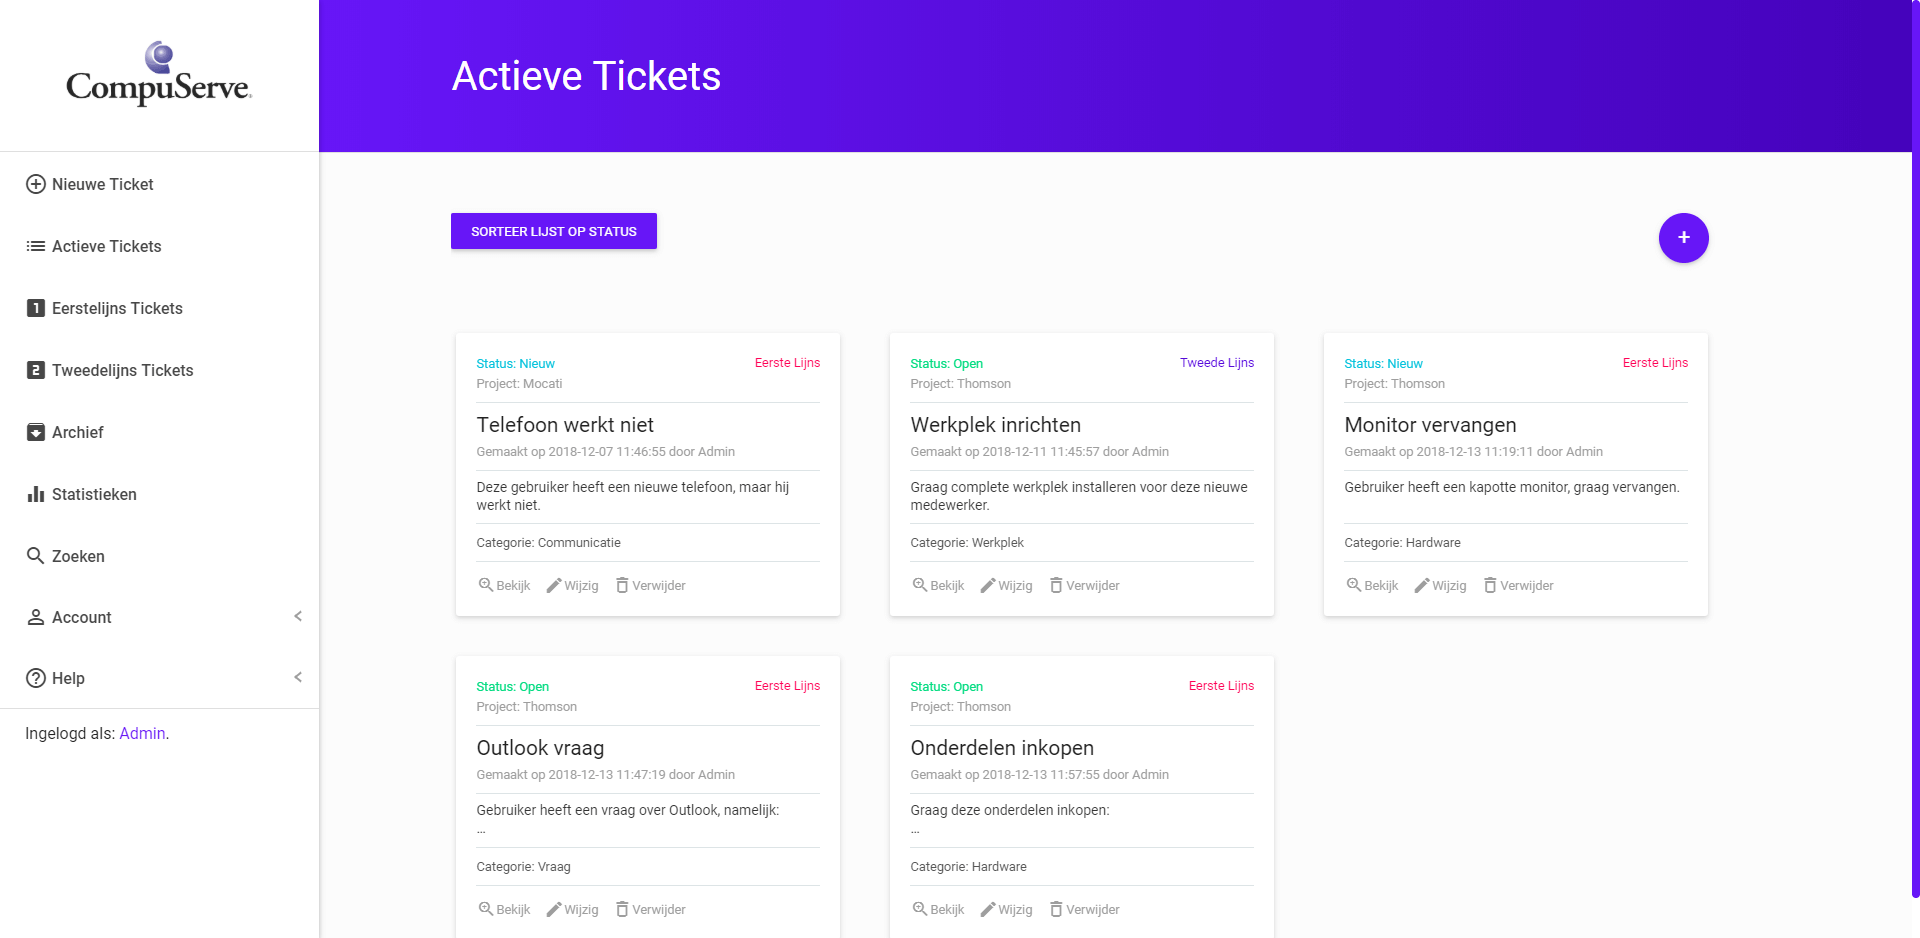 CompuServe
Nieuwe Ticket
Actieve Tickets
Eerstelijns Tickets
Tweedelijns Tickets
Archief
Statistieken
Zoeken
Account
Help
Ingelogd als: Admin.
Actieve Tickets
SORTEER LIJST OP STATUS
+
Status: Nieuw
Eerste Lijns
Project: Mocati
Telefoon werkt niet
Gemaakt op 2018-12-07 11:46:55 door Admin
Deze gebruiker heeft een nieuwe telefoon, maar hij
werkt niet.
Categorie: Communicatie
Bekijk Wijzig Verwijder
Status: Open
Tweede Lijns
Project: Thomson
Werkplek inrichten
Gemaakt op 2018-12-11 11:45:57 door Admin
Graag complete werkplek installeren voor deze nieuwe
medewerker.
Categorie: Werkplek
Bekijk Wijzig Verwijder
Status: Nieuw
Eerste Lijns
Project: Thomson
Monitor vervangen
Gemaakt op 2018-12-13 11:19:11 door Admin
Gebruiker heeft een kapotte monitor, graag vervangen.
Categorie: Hardware
Bekijk Wijzig Verwijder
Status: Open
Eerste Lijns
Project: Thomson
Outlook vraag
Gemaakt op 2018-12-13 11:47:19 door Admin
Gebruiker heeft een vraag over Outlook, namelijk:
...
Categorie: Vraag
Bekijk Wijzig Verwijder
Status: Open
Eerste Lijns
Project: Thomson
Onderdelen inkopen
Gemaakt op 2018-12-13 11:57:55 door Admin
Graag deze onderdelen inkopen:
...
Categorie: Hardware
Bekijk Wijzig Verwijder